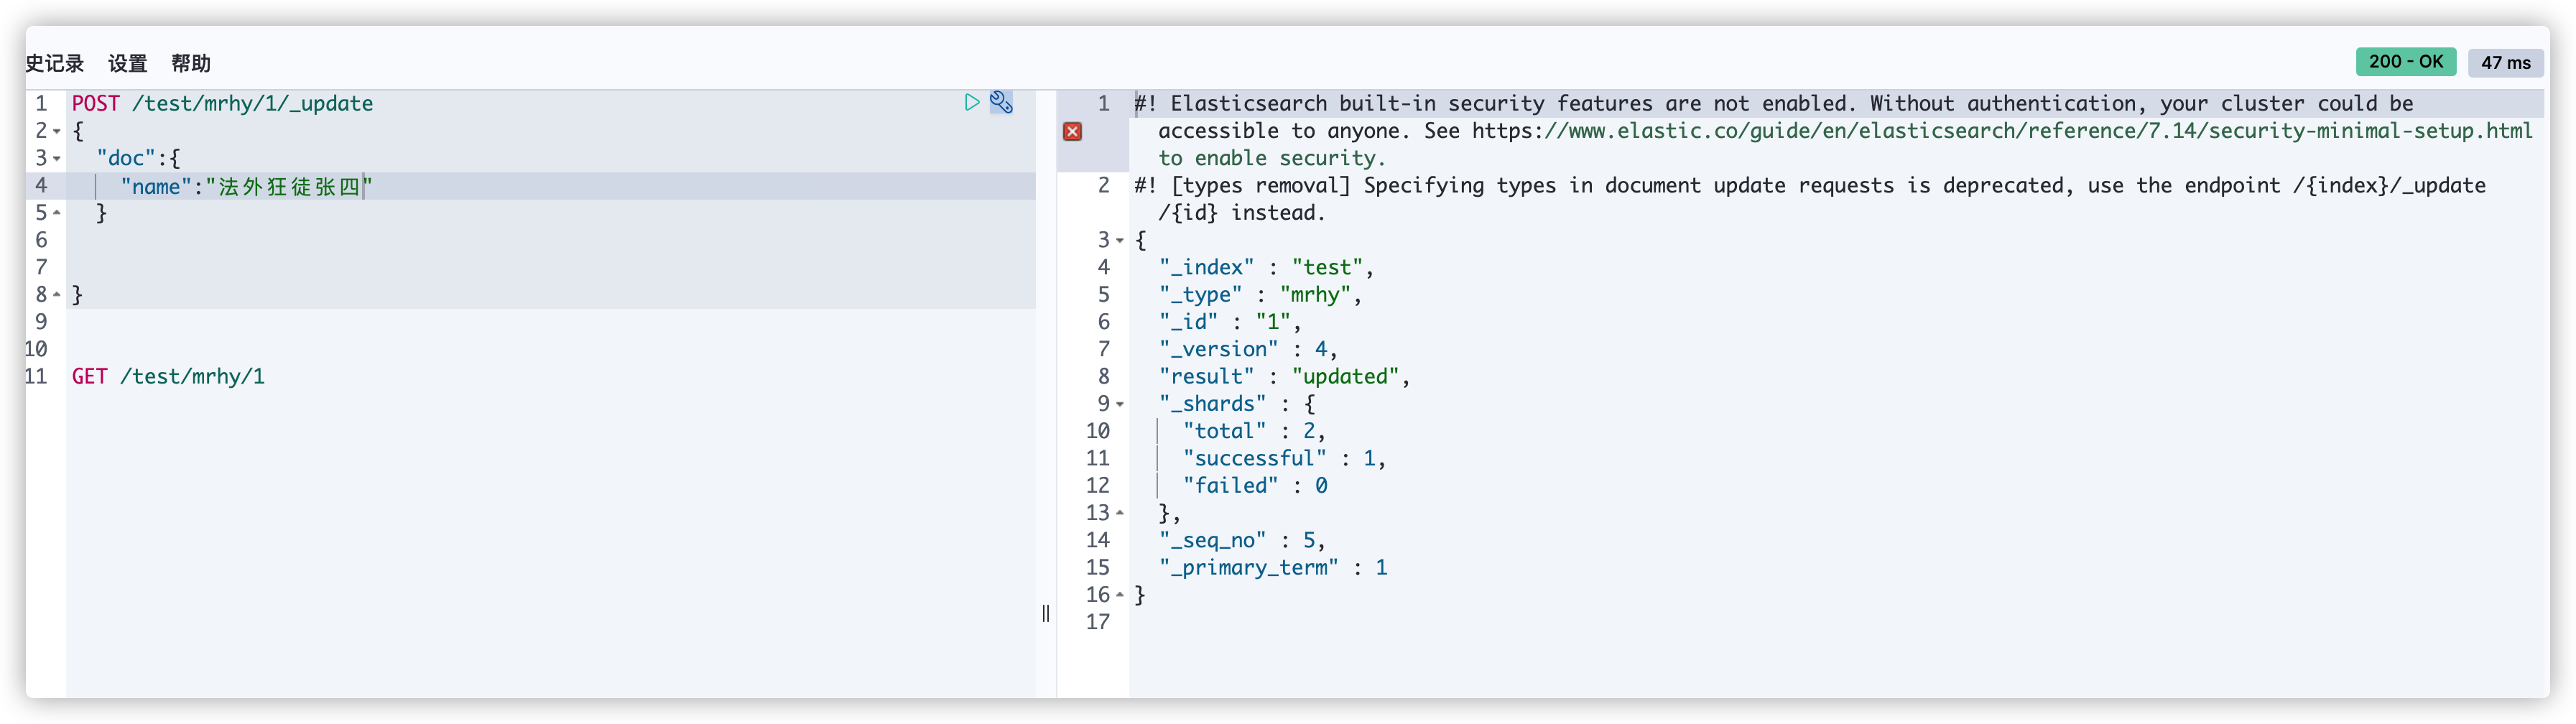 史记录 设置 帮助 200 - OK 47 ms
1 POST /test/mrhy/1/_update
2 {
3 "doc":{
4 "name":"法外狂徒张四"
5 }
6
7
8 }
9
10
11 GET /test/mrhy/1
1 #! Elasticsearch built-in security features are not enabled. Without authentication, your cluster could be
accessible to anyone. See https://www.elastic.co/guide/en/elasticsearch/reference/7.14/security-minimal-setup.html
to enable security.
2 #! [types removal] Specifying types in document update requests is deprecated, use the endpoint /{index}/_update
/{id} instead.
3 {
4 "_index" : "test",
5 "_type" : "mrhy",
6 "_id" : "1",
7 "_version" : 4,
8 "result" : "updated",
9 "_shards" : {
10 "total" : 2,
11 "successful" : 1,
12 "failed" : 0
13 },
14 "_seq_no" : 5,
15 "_primary_term" : 1
16 }
17